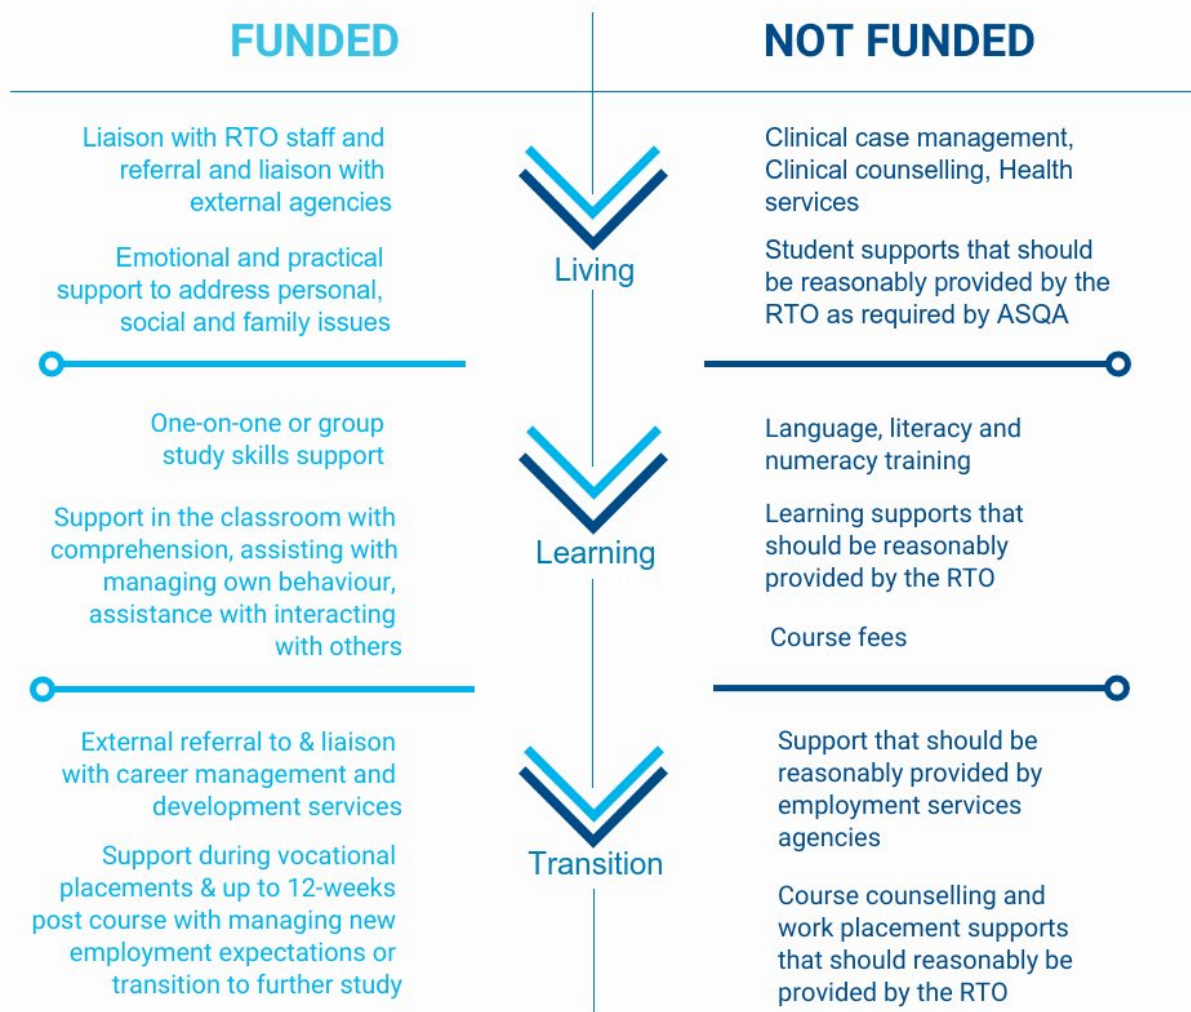 FUNDED
NOT FUNDED
Liaison with RTO staff and
referral and liaison with
external agencies
Emotional and practical
support to address personal,
social and family issues
Living
Clinical case management,
Clinical counselling, Health
services
Student supports that should
be reasonably provided by the
RTO as required by ASQA
One-on-one or group
study skills support
Support in the classroom with
comprehension, assisting with
managing own behaviour,
assistance with interacting
with others
Learning
Language, literacy and
numeracy training
Learning supports that
should be reasonably
provided by the RTO
Course fees
External referral to & liaison
with career management and
development services
Support during vocational
placements & up to 12-weeks
post course with managing new
employment expectations or
transition to further study
Transition
Support that should be
reasonably provided by
employment services
agencies
Course counselling and
work placement supports
that should reasonably be
provided by the RTO